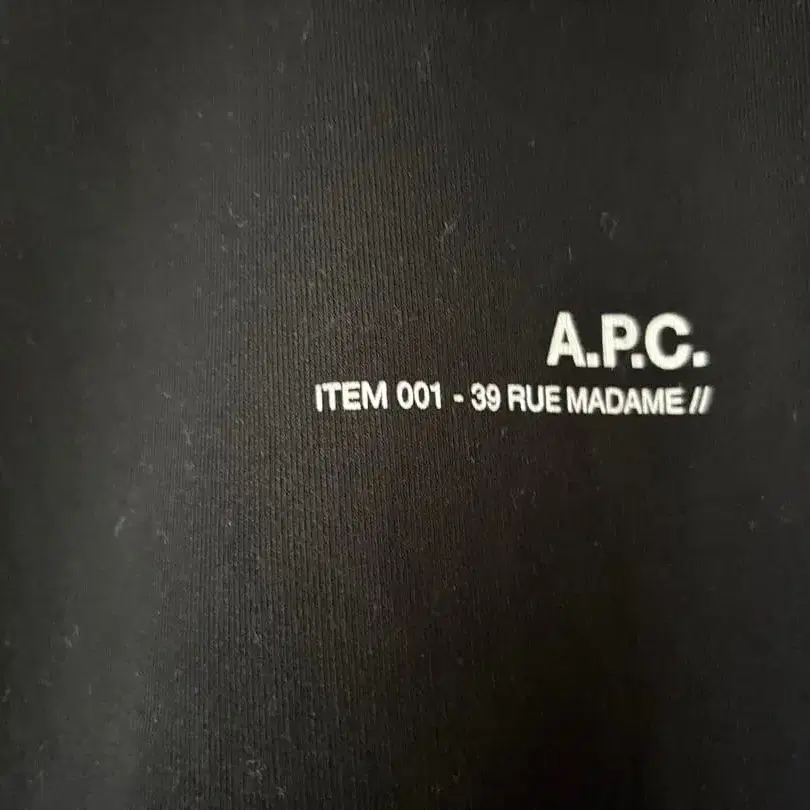 A.P.C.
ITEM 001 - 39 RUE MADAME //